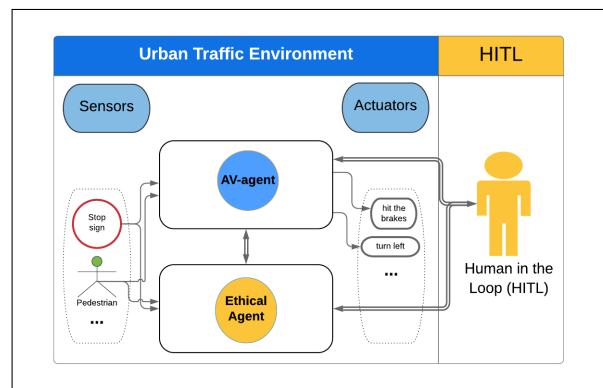 Urban Traffic Environment
HITL
Sensors
Actuators
AV-agent
Stop
sign
hit the
brakes
turn left
...
Pedestrian
...
Ethical
Agent
Human in the
Loop (HITL)